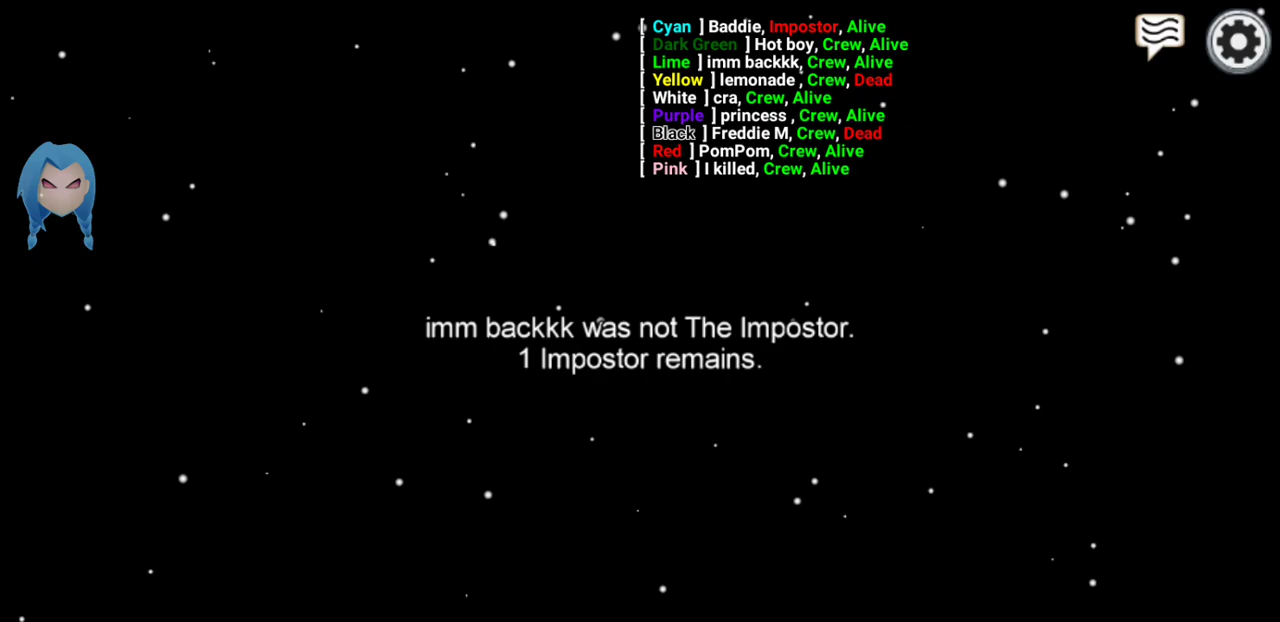 [ Cyan ] Baddie, Impostor, Alive
[ Dark Green ] Hot boy, Crew, Alive
[ Lime ] imm backkk, Crew, Alive
[ Yellow ] lemonade , Crew, Dead
[ White ] cra, Crew, Alive
[ Purple ] princess , Crew, Alive
[ Black ] Freddie M, Crew, Dead
[ Red ] PomPom, Crew, Alive
[ Pink ] I killed, Crew, Alive
imm backkk was not The Impostor.
1 Impostor remains.